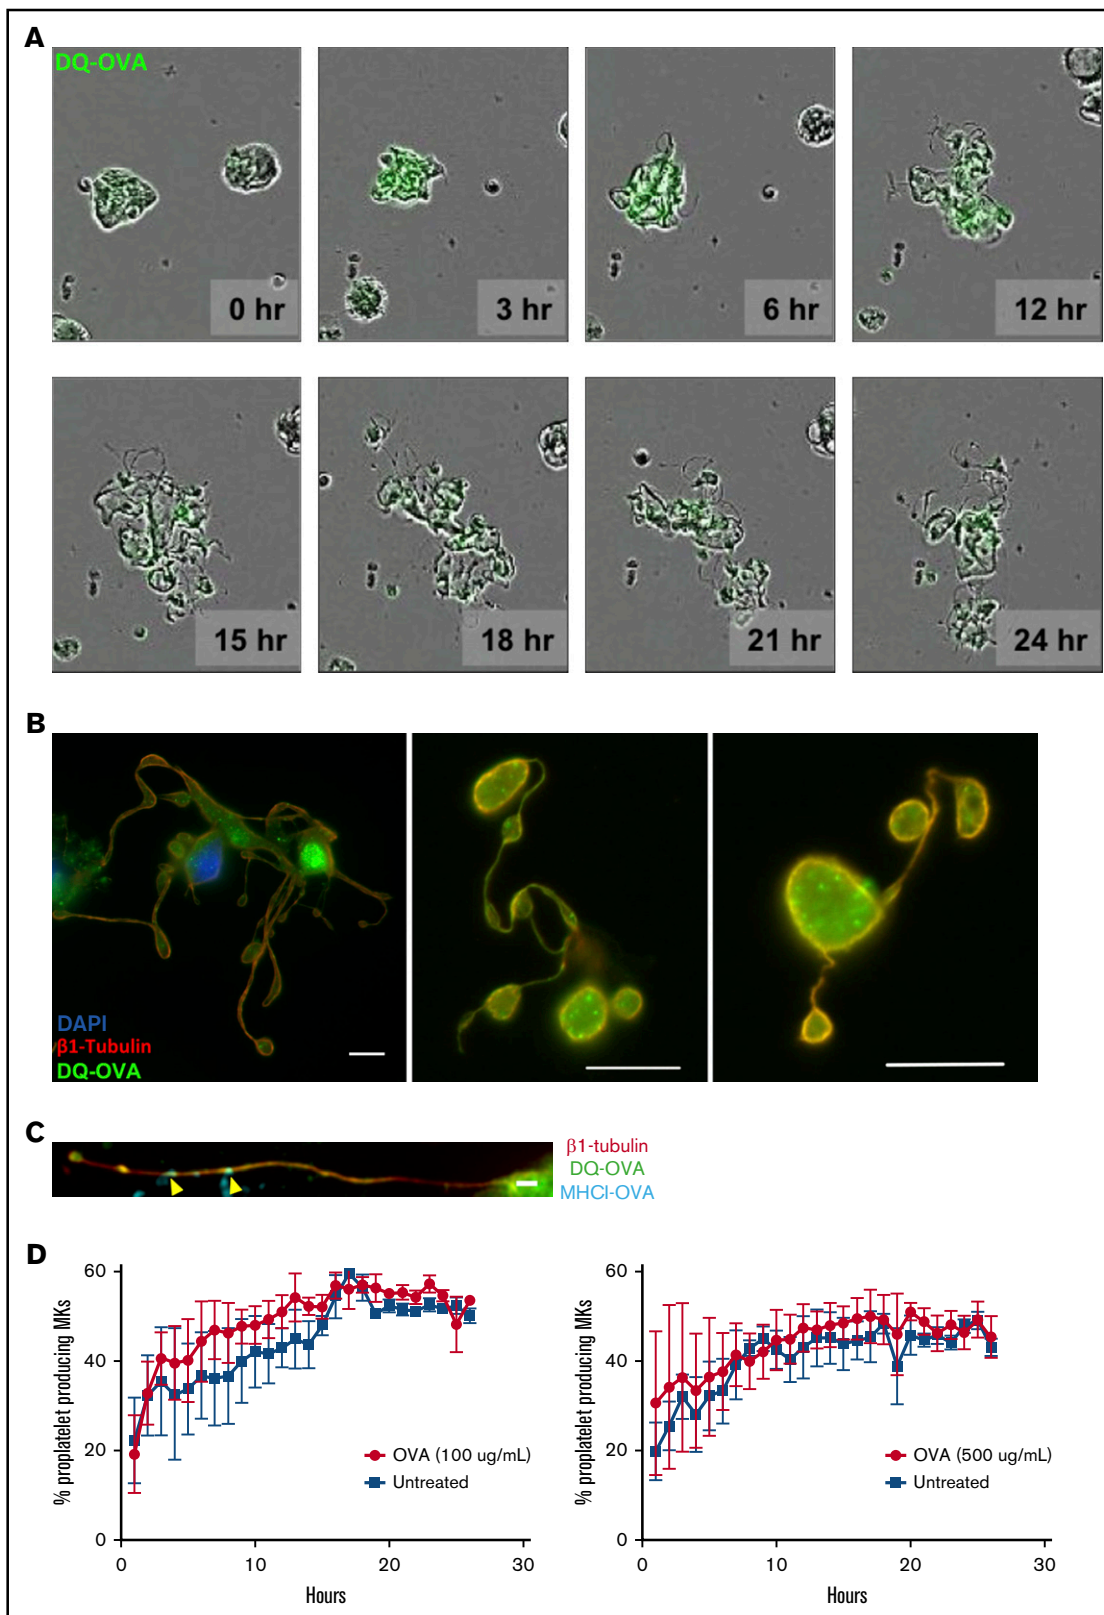 A
DQ-OVA
0 hr
3 hr
6 hr
12 hr
15 hr
18 hr
21 hr
24 hr
B
DAPI
β1-Tubulin
DQ-OVA
C
β1-tubulin
DQ-OVA
MHCI-OVA
D
% proplatelet producing MKs
60
40
20
0
OVA (100 ug/mL)
Untreated
0 10 20 30
Hours
% proplatelet producing MKs
60
40
20
0
OVA (500 ug/mL)
Untreated
0 10 20 30
Hours